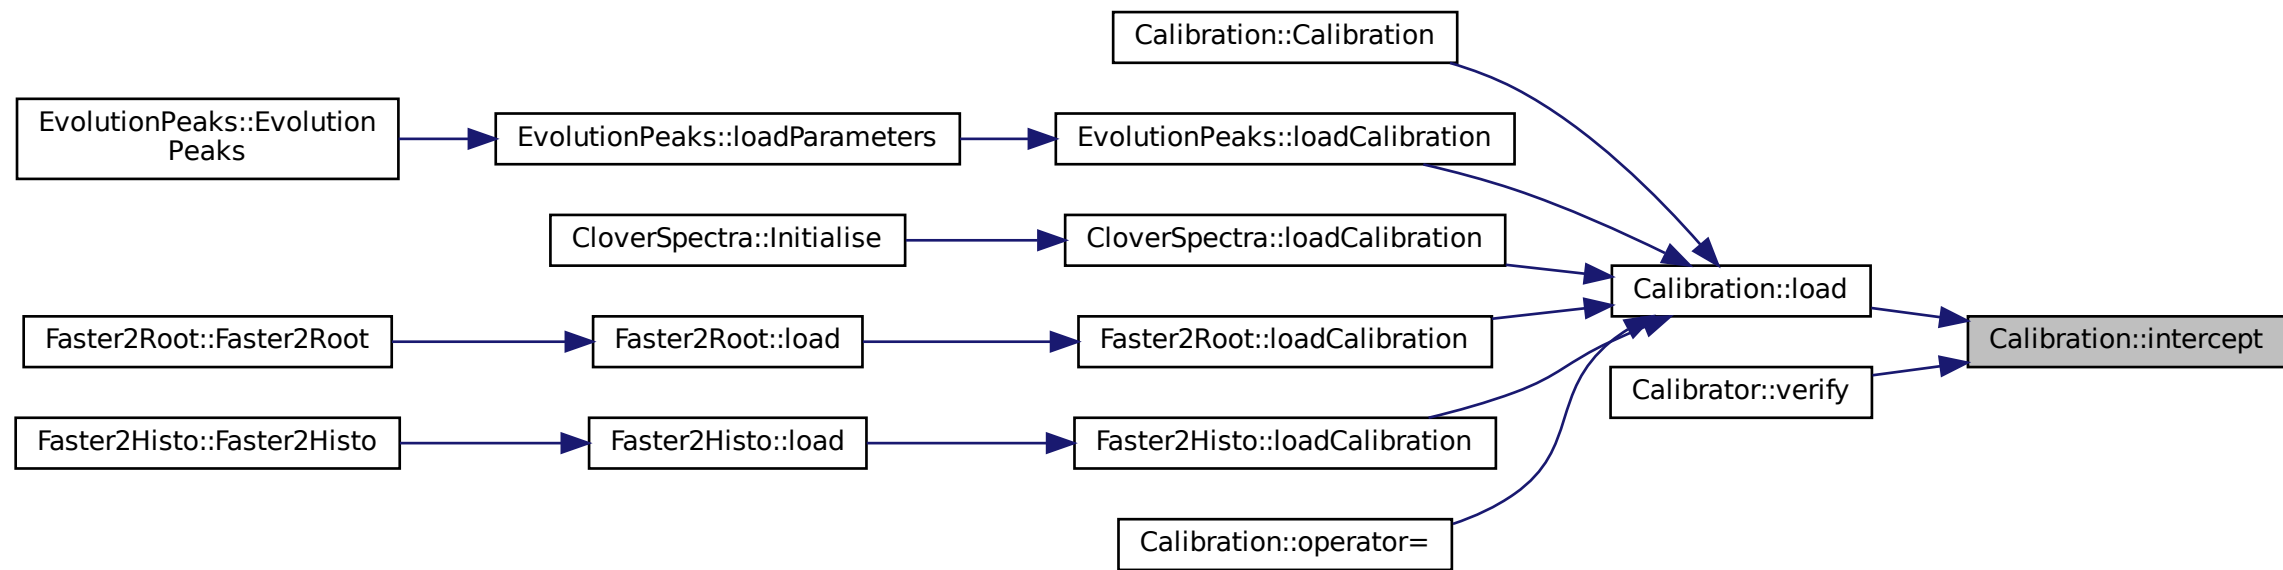 Calibration::Calibration
EvolutionPeaks::Evolution
Peaks
EvolutionPeaks::loadParameters
EvolutionPeaks::loadCalibration
CloverSpectra::Initialise
CloverSpectra::loadCalibration
Calibration::load
Faster2Root::Faster2Root
Faster2Root::load
Faster2Root::loadCalibration
Calibration::intercept
Calibrator::verify
Faster2Histo::Faster2Histo
Faster2Histo::load
Faster2Histo::loadCalibration
Calibration::operator=